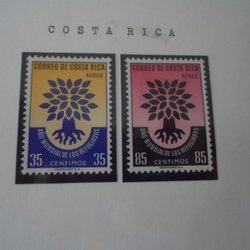 COSTA RICA
CORREO DE COSTA RICA
AEREO
AÑO MUNDIAL DE LOS REFUGIADOS
35 35
CENTIMOS
CORREO DE COSTA RICA
AEREO
AÑO MUNDIAL DE LOS REFUGIADOS
85 85
CENTIMOS